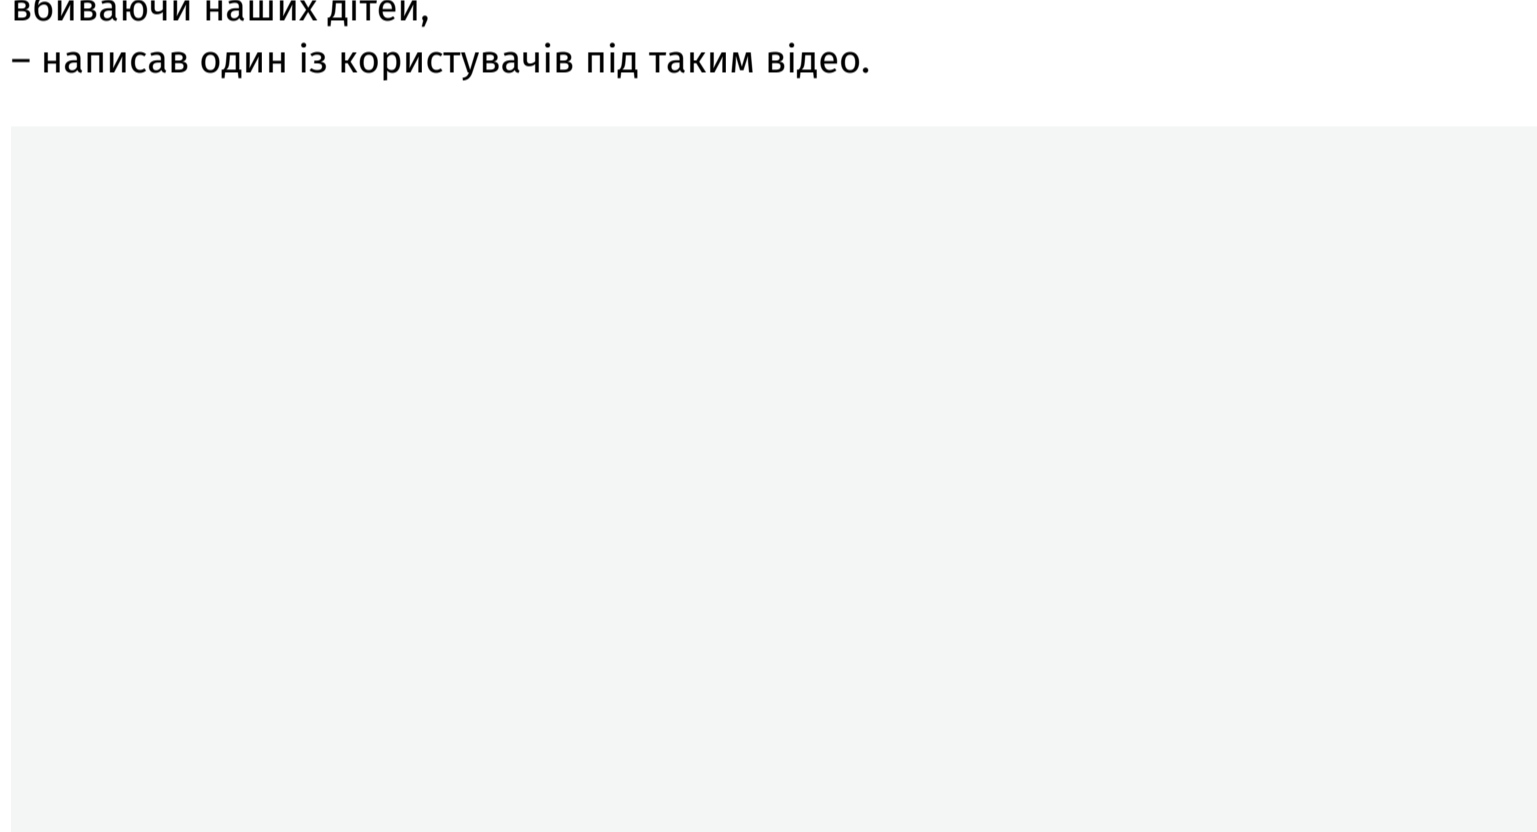 вбиваючи наших дітей,
– написав один із користувачів під таким відео.